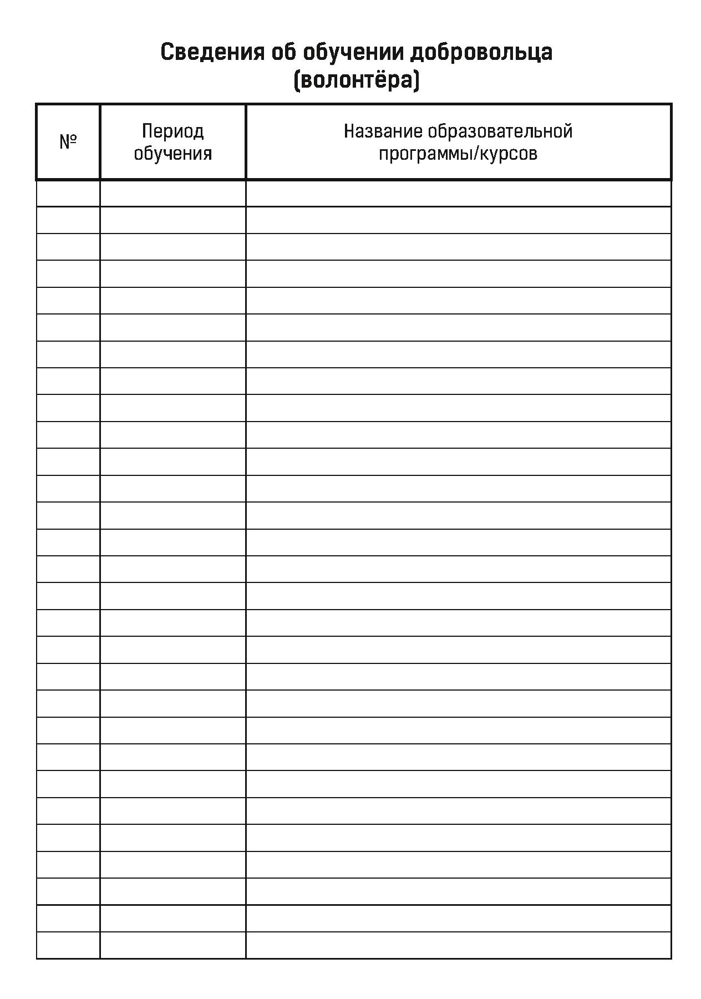 Сведения об обучении добровольца
(волонтёра)
№
Период
обучения
Название образовательной
программы/курсов